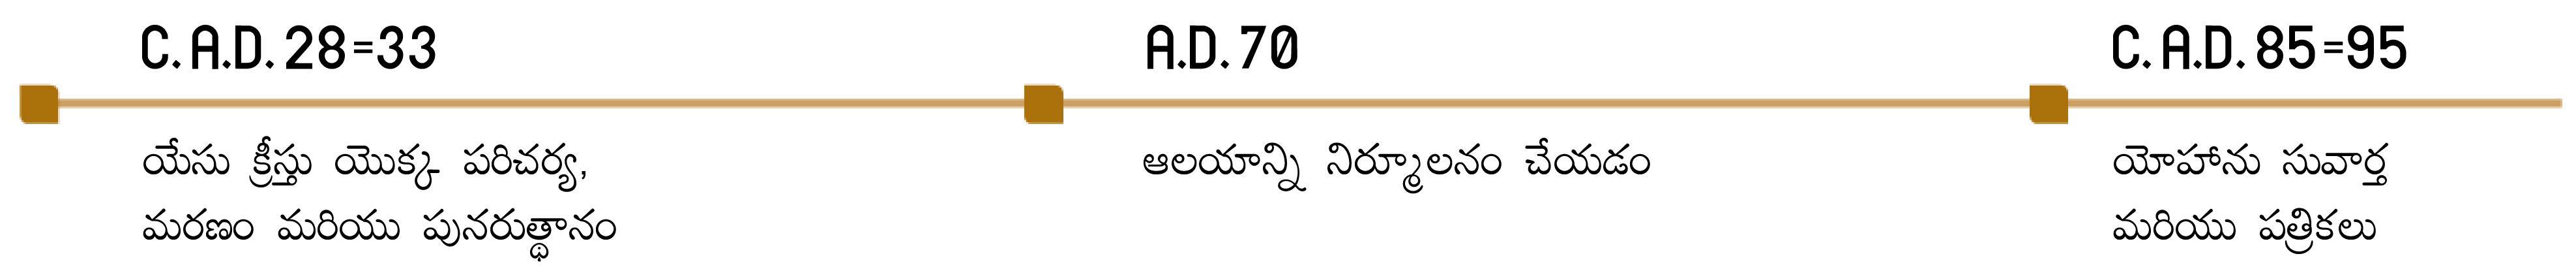 C. A.D. 28=33
యేసు క్రీస్తు యొక్క పరిచర్య,
మరణం మరియు పునరుత్థానం
A.D. 70
ఆలయాన్ని నిర్మూలనం చేయడం
C. A.D. 85=95
యోహాను సువార్త
మరియు పత్రికలు